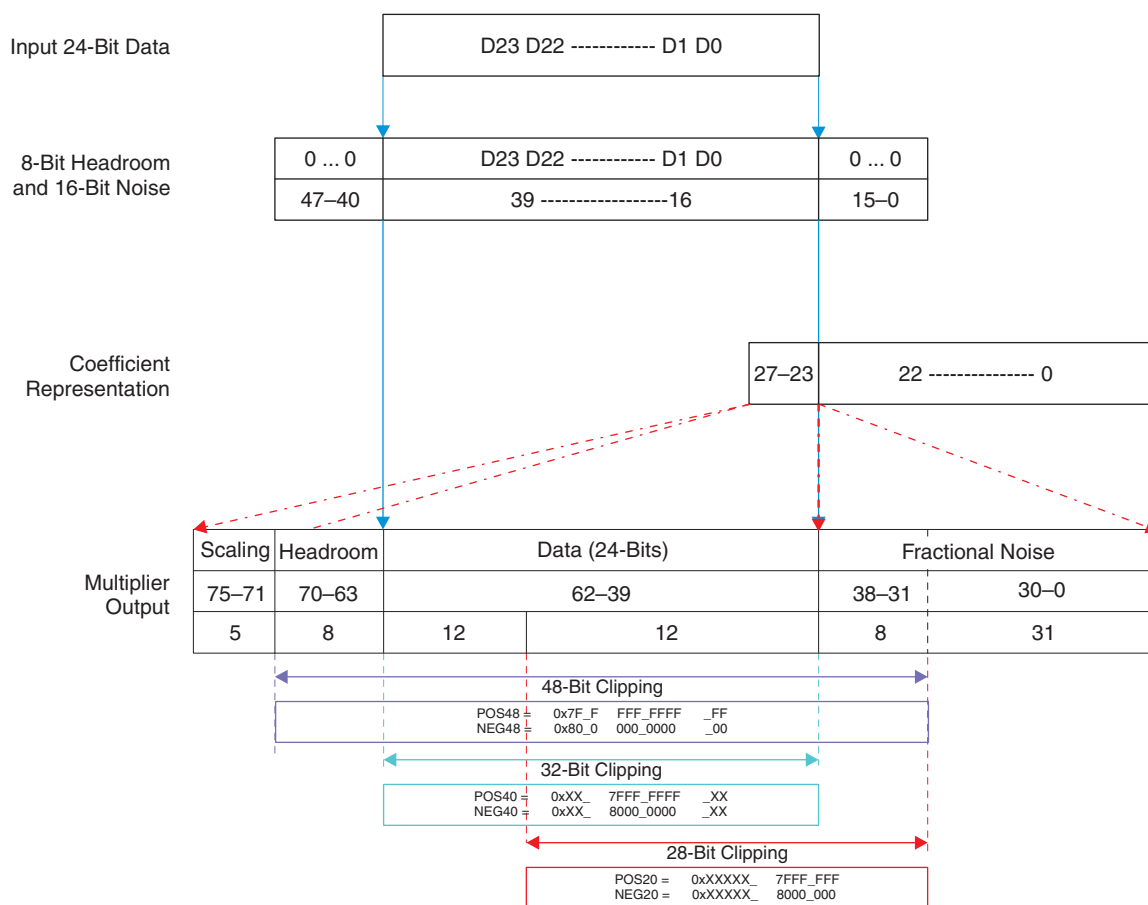 Input 24-Bit Data
D23 D22 ------------ D1 D0
8-Bit Headroom
and 16-Bit Noise
0 ... 0
D23 D22 ------------ D1 D0
0 ... 0
47–40
39 ------------------16
15–0
Coefficient
Representation
27–23
22 --------------- 0
Multiplier
Output
Scaling
Headroom
Data (24-Bits)
Fractional Noise
75–71
70–63
62–39
38–31
30–0
5
8
12
12
8
31
48-Bit Clipping
POS48 = 0x7F_F FFF_FFFF _FF
NEG48 = 0x80_0 000_0000 _00
32-Bit Clipping
POS40 = 0xXX_ 7FFF_FFFF _XX
NEG40 = 0xXX_ 8000_0000 _XX
28-Bit Clipping
POS20 = 0xXXXXX_ 7FFF_FFF
NEG20 = 0xXXXXX_ 8000_000